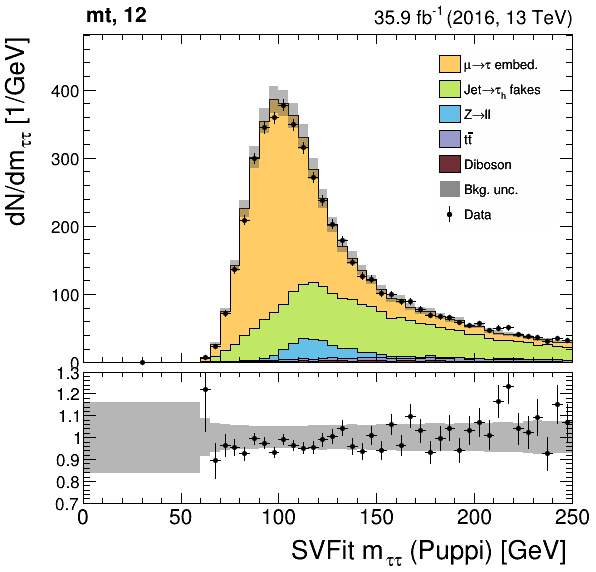 mt, 12
35.9 fb⁻¹ (2016, 13 TeV)
dN/dm_ττ [1/GeV]
400
300
200
100
0
μ→τ embed.
Jet→τ_h fakes
Z→ll
tt̄
Diboson
Bkg. unc.
Data
1.3
1.2
1.1
1
0.9
0.8
0.7
0 50 100 150 200 250
SVFit m_ττ (Puppi) [GeV]